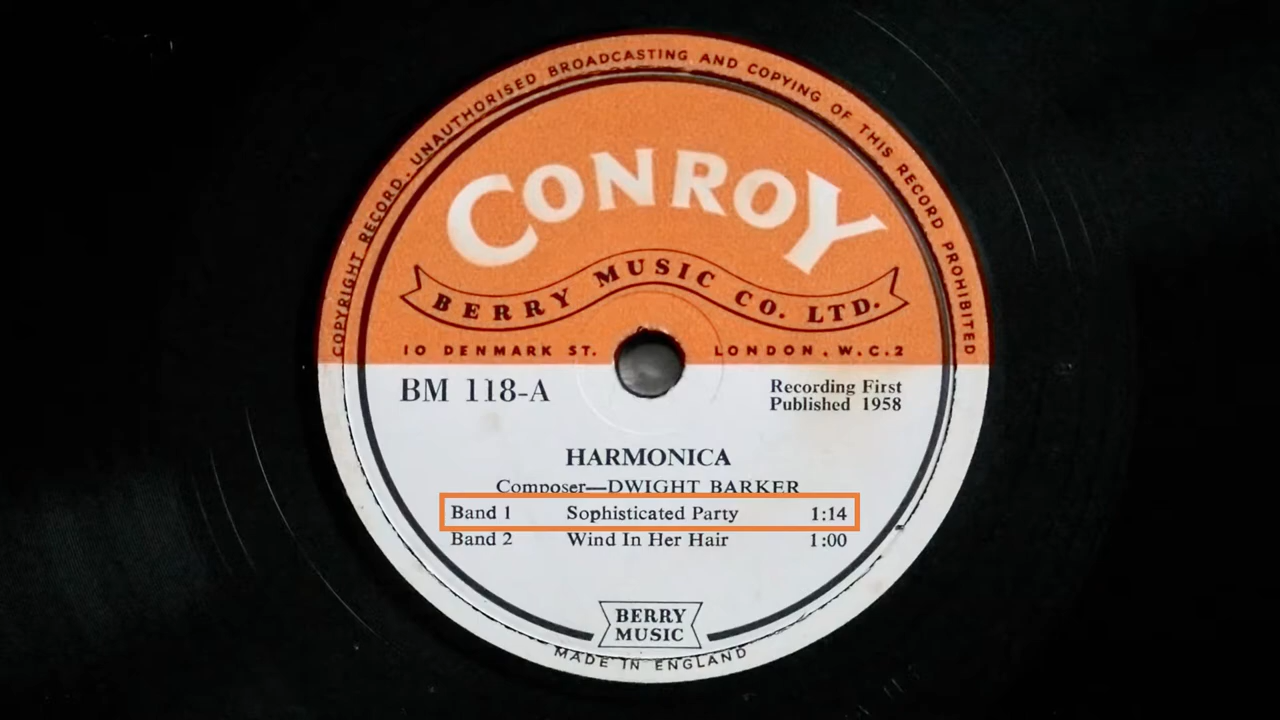 COPYRIGHT RECORD. UNAUTHORISED BROADCASTING AND COPYING OF THIS RECORD PROHIBITED
CONROY
BERRY MUSIC CO. LTD.
10 DENMARK ST. LONDON, W.C.2
BM 118-A
Recording First
Published 1958
HARMONICA
Composer—DWIGHT BARKER
Band 1 Sophisticated Party 1:14
Band 2 Wind In Her Hair 1:00
BERRY
MUSIC
MADE IN ENGLAND